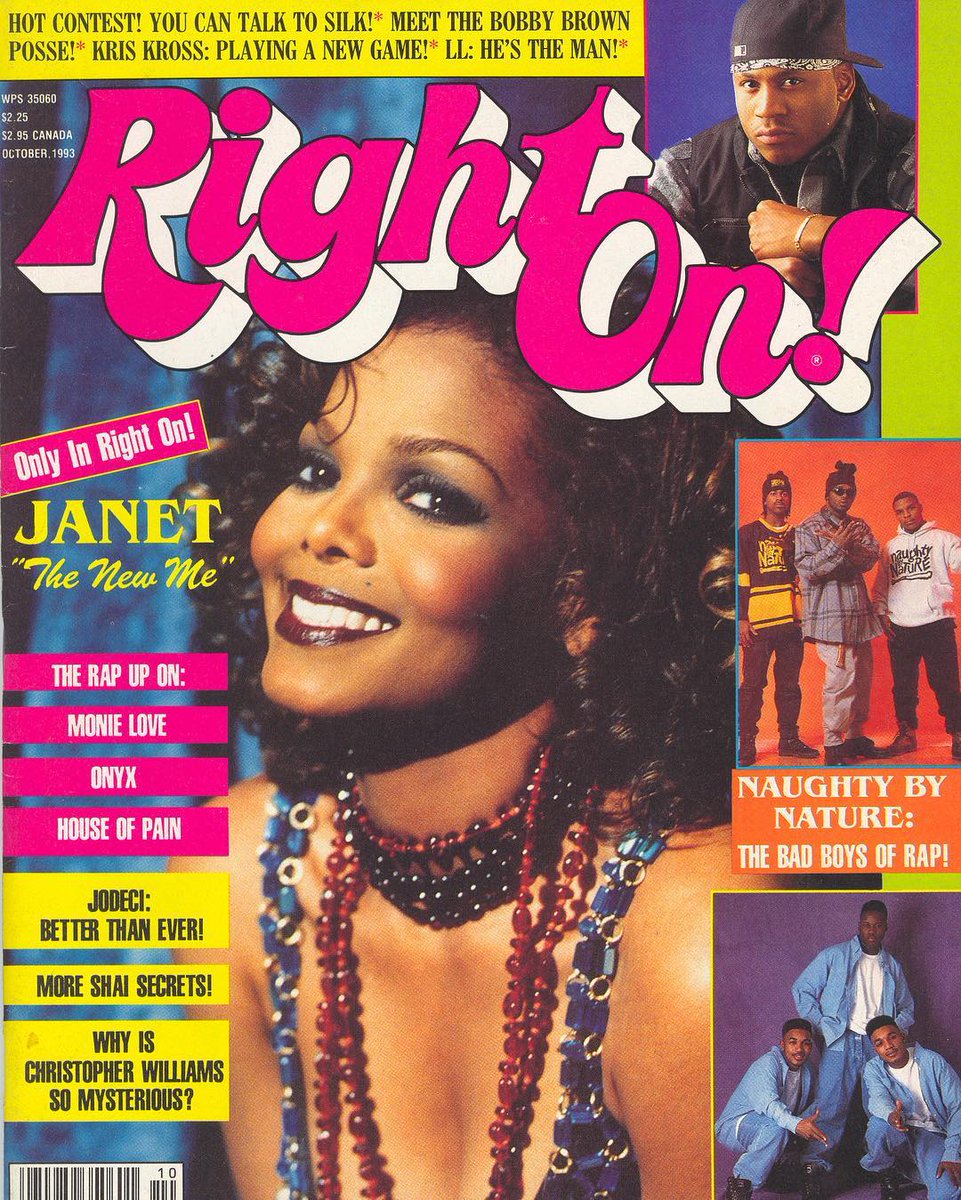 HOT CONTEST! YOU CAN TALK TO SILK!* MEET THE BOBBY BROWN
POSSE!* KRIS KROSS: PLAYING A NEW GAME!* LL: HE'S THE MAN!*
WPS 35060
$2.25
$2.95 CANADA
OCTOBER.1993
Right On!
®
Only In Right On!
JANET
"The New Me"
THE RAP UP ON:
MONIE LOVE
ONYX
HOUSE OF PAIN
JODECI:
BETTER THAN EVER!
MORE SHAI SECRETS!
WHY IS
CHRISTOPHER WILLIAMS
SO MYSTERIOUS?
10
naughty
BY
NATURE
NAUGHTY BY
NATURE:
THE BAD BOYS OF RAP!